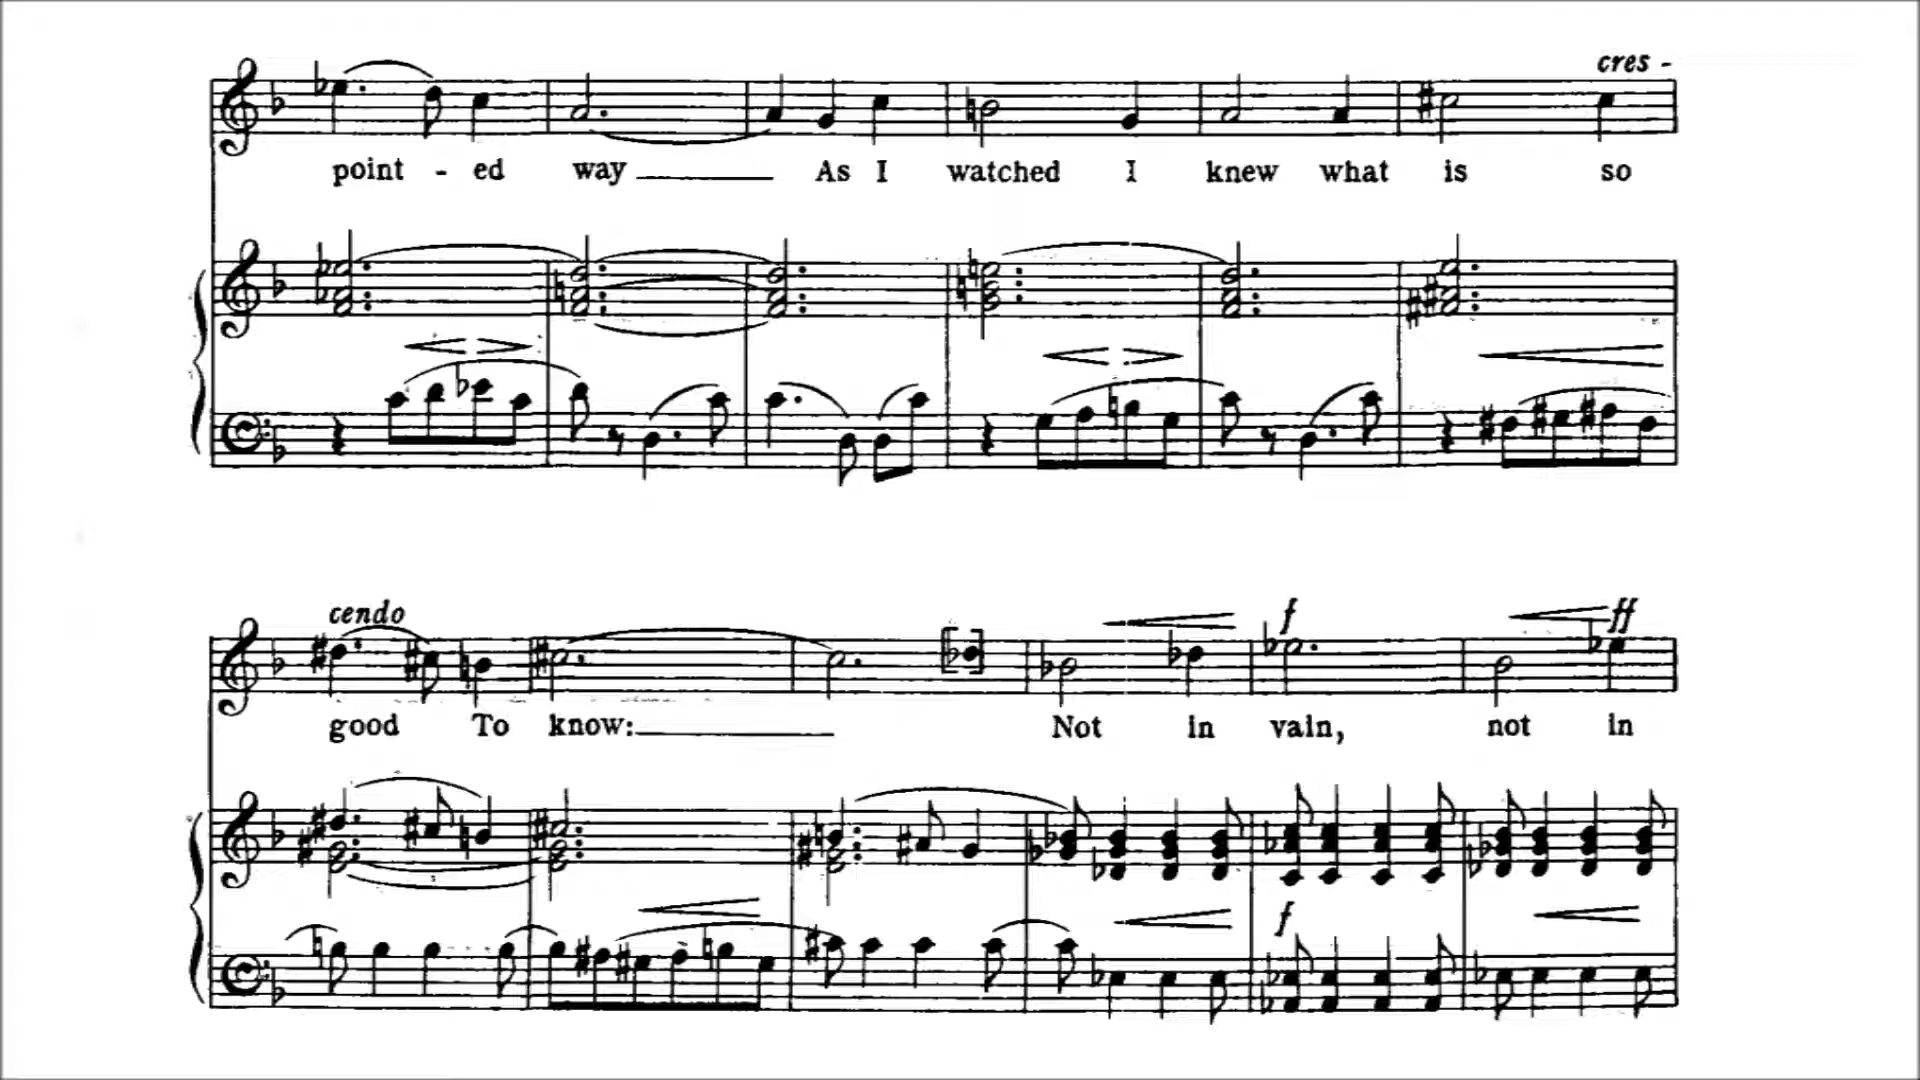 cres -
point - ed way As I watched I knew what is so
cendo
f ff
good To know: Not in vain, not in
f